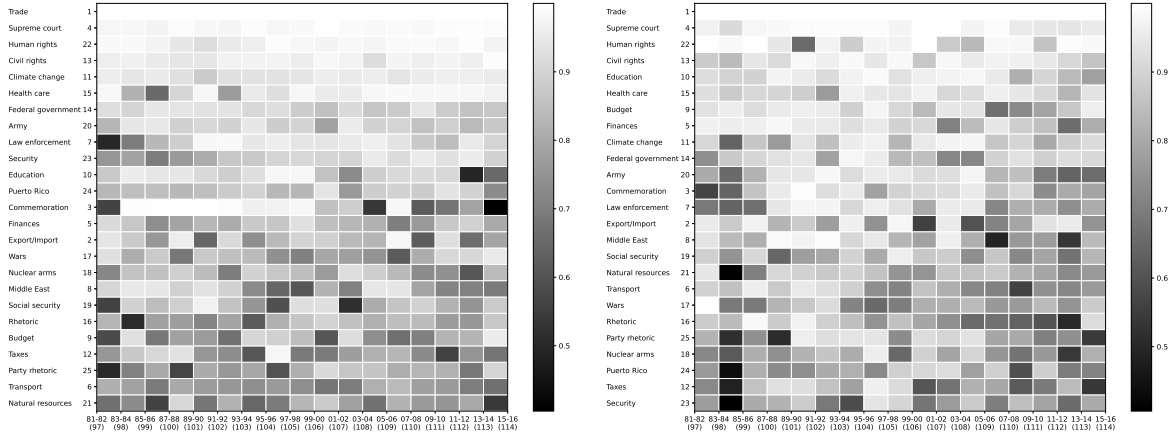 Trade 1
Supreme court 4
Human rights 22
Civil rights 13
Climate change 11
Health care 15
Federal government 14
Army 20
Law enforcement 7
Security 23
Education 10
Puerto Rico 24
Commemoration 3
Finances 5
Export/Import 2
Wars 17
Nuclear arms 18
Middle East 8
Social security 19
Rhetoric 16
Budget 9
Taxes 12
Party rhetoric 25
Transport 6
Natural resources 21
81-82 83-84 85-86 87-88 89-90 91-92 93-94 95-96 97-98 99-00 01-02 03-04 05-06 07-08 09-10 11-12 13-14 15-16
(97) (98) (99) (100) (101) (102) (103) (104) (105) (106) (107) (108) (109) (110) (111) (112) (113) (114)
0.9
0.8
0.7
0.6
0.5
Trade 1
Supreme court 4
Human rights 22
Civil rights 13
Education 10
Health care 15
Budget 9
Finances 5
Climate change 11
Federal government 14
Army 20
Commemoration 3
Law enforcement 7
Export/Import 2
Middle East 8
Social security 19
Natural resources 21
Transport 6
Wars 17
Rhetoric 16
Party rhetoric 25
Nuclear arms 18
Puerto Rico 24
Taxes 12
Security 23
81-82 83-84 85-86 87-88 89-90 91-92 93-94 95-96 97-98 99-00 01-02 03-04 05-06 07-08 09-10 11-12 13-14 15-16
(97) (98) (99) (100) (101) (102) (103) (104) (105) (106) (107) (108) (109) (110) (111) (112) (113) (114)
0.9
0.8
0.7
0.6
0.5